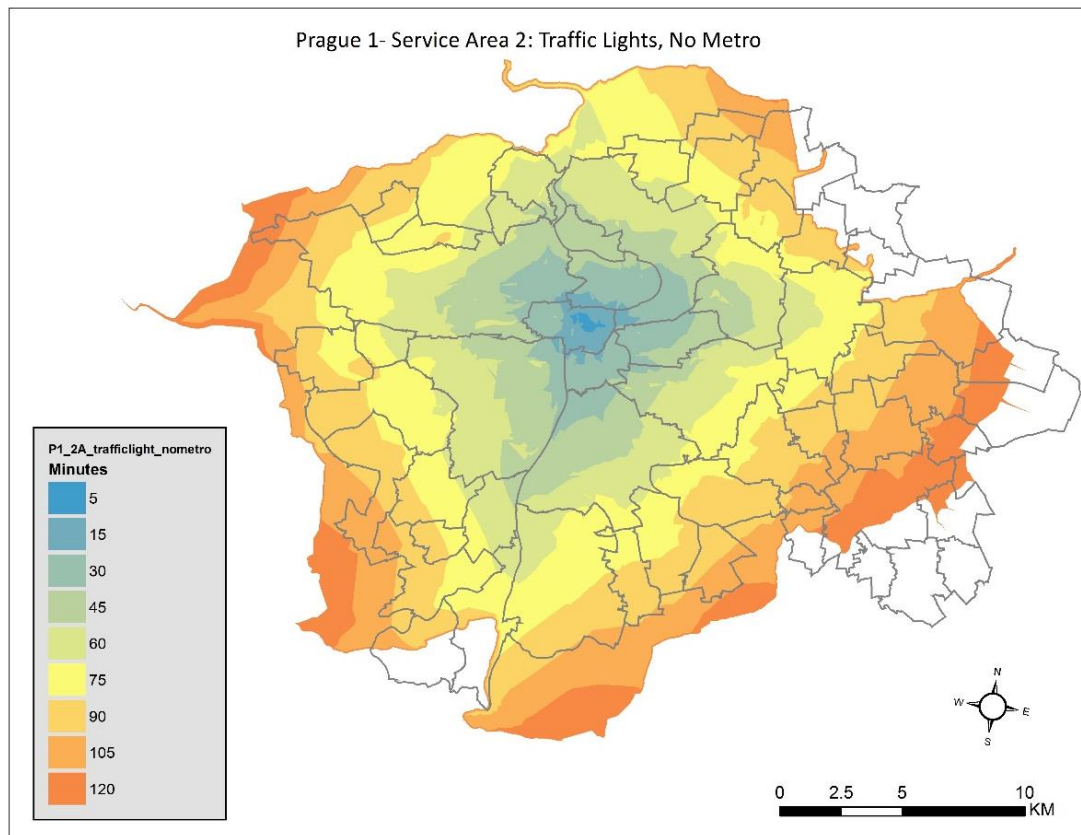 Prague 1- Service Area 2: Traffic Lights, No Metro
P1_2A_trafficlight_nometro
Minutes
5
15
30
45
60
75
90
105
120
N
W E
S
0 2.5 5 10
KM